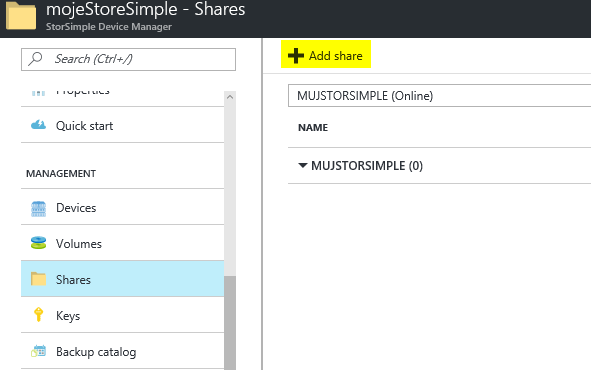 mojeStoreSimple - Shares
StorSimple Device Manager
Search (Ctrl+/)
Properties
Quick start
MANAGEMENT
Devices
Volumes
Shares
Keys
Backup catalog
Add share
MUJSTORSIMPLE (Online)
NAME
MUJSTORSIMPLE (0)